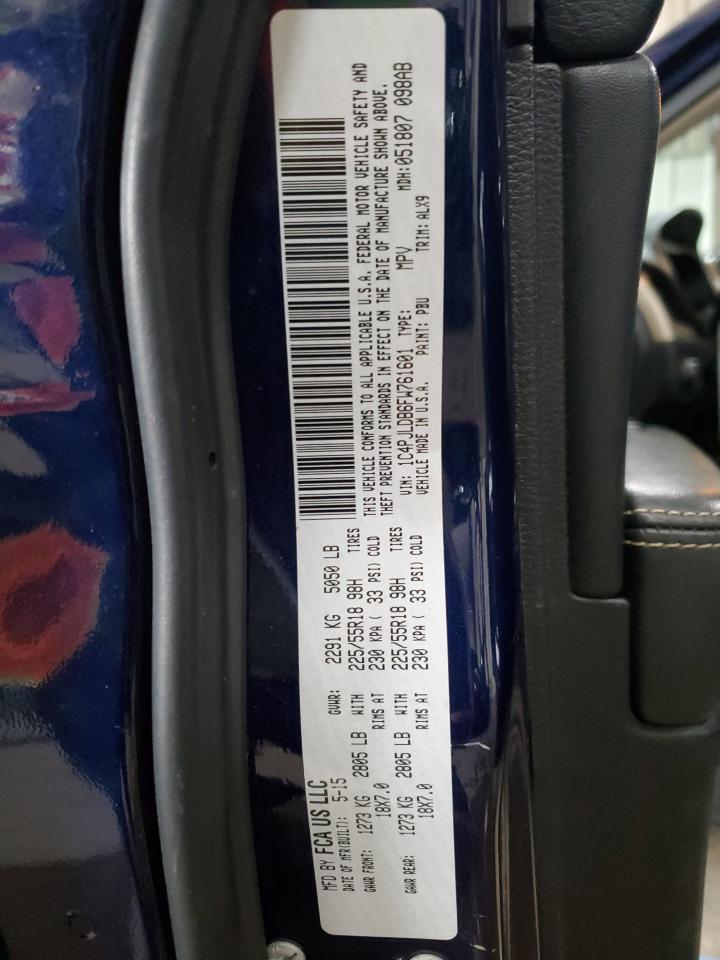 MFD BY FCA US LLC
DATE OF MFR(BUILT): 5-15 GVWR: 2291 KG 5050 LB
GAWR FRONT: 1273 KG 2805 LB WITH 225/55R18 98H TIRES
18X7.0 RIMS AT 230 KPA ( 33 PSI) COLD
GAWR REAR: 1273 KG 2805 LB WITH 225/55R18 98H TIRES
18X7.0 RIMS AT 230 KPA ( 33 PSI) COLD
THIS VEHICLE CONFORMS TO ALL APPLICABLE U.S.A. FEDERAL MOTOR VEHICLE SAFETY AND
THEFT PREVENTION STANDARDS IN EFFECT ON THE DATE OF MANUFACTURE SHOWN ABOVE.
VIN: 1C4PJLDB6FW761601 TYPE: MPV MDH: 051807 098AB
VEHICLE MADE IN U.S.A. PAINT: PBU TRIM: ALX9